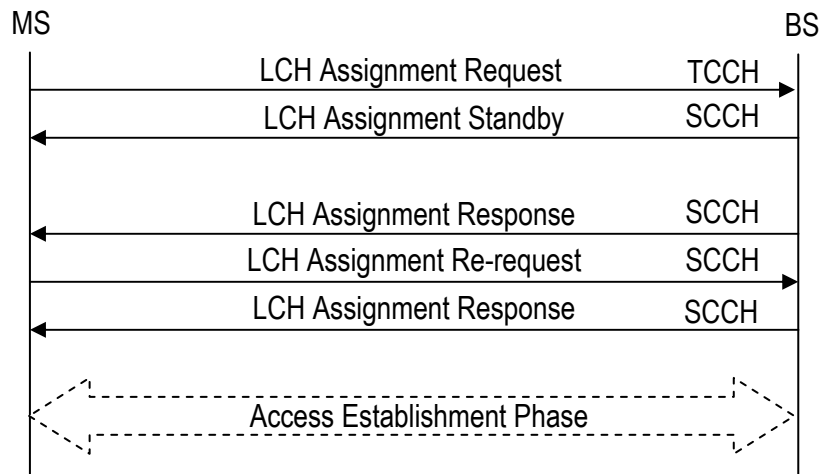 MS BS
LCH Assignment Request TCCH
LCH Assignment Standby SCCH
LCH Assignment Response SCCH
LCH Assignment Re-request SCCH
LCH Assignment Response SCCH
Access Establishment Phase